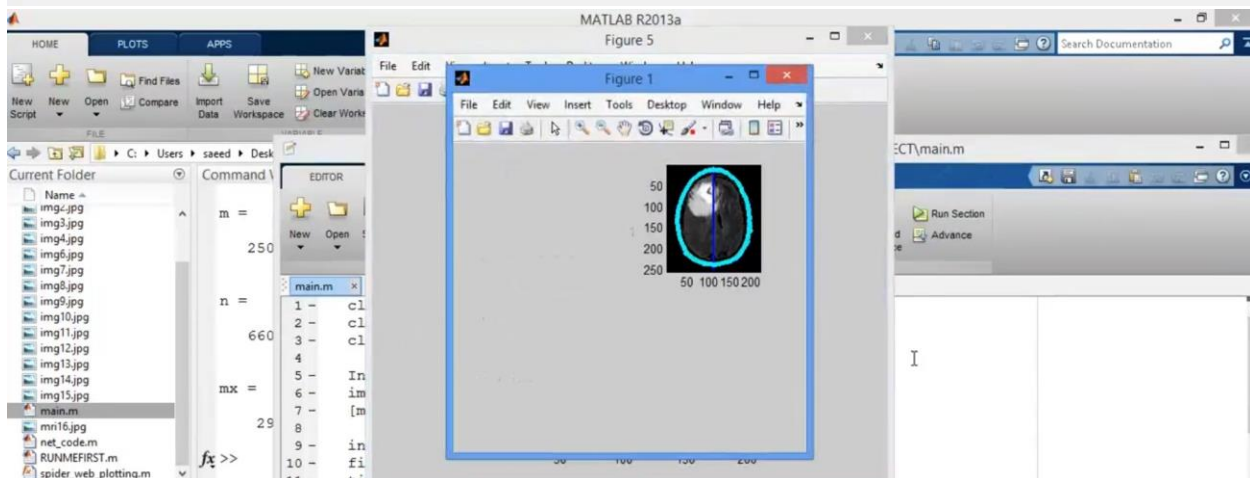 MATLAB R2013a
HOME PLOTS APPS
Search Documentation
New Script
New
Open
Find Files
Compare
Import Data
Save Workspace
New Variab
Open Varia
Clear Worksp
FILE
C: ▸ Users ▸ saeed ▸ Desk
Current Folder
Name
img2.jpg
img3.jpg
img4.jpg
img6.jpg
img7.jpg
img8.jpg
img9.jpg
img10.jpg
img11.jpg
img12.jpg
img13.jpg
img14.jpg
img15.jpg
main.m
mri16.jpg
net_code.m
RUNMEFIRST.m
spider web plotting.m
Command
m =
250
n =
660
mx =
29
fx >>
EDITOR
New Open
main.m ×
1 - cl
2 - cl
3 - cl
4
5 - In
6 - im
7 - [m
8
9 - in
10 - fi
Figure 5
File Edit
Figure 1
File Edit View Insert Tools Desktop Window Help
50
100
150
200
250
50 100 150 200
50 100 150 200
ECT\main.m
Run Section
Advance